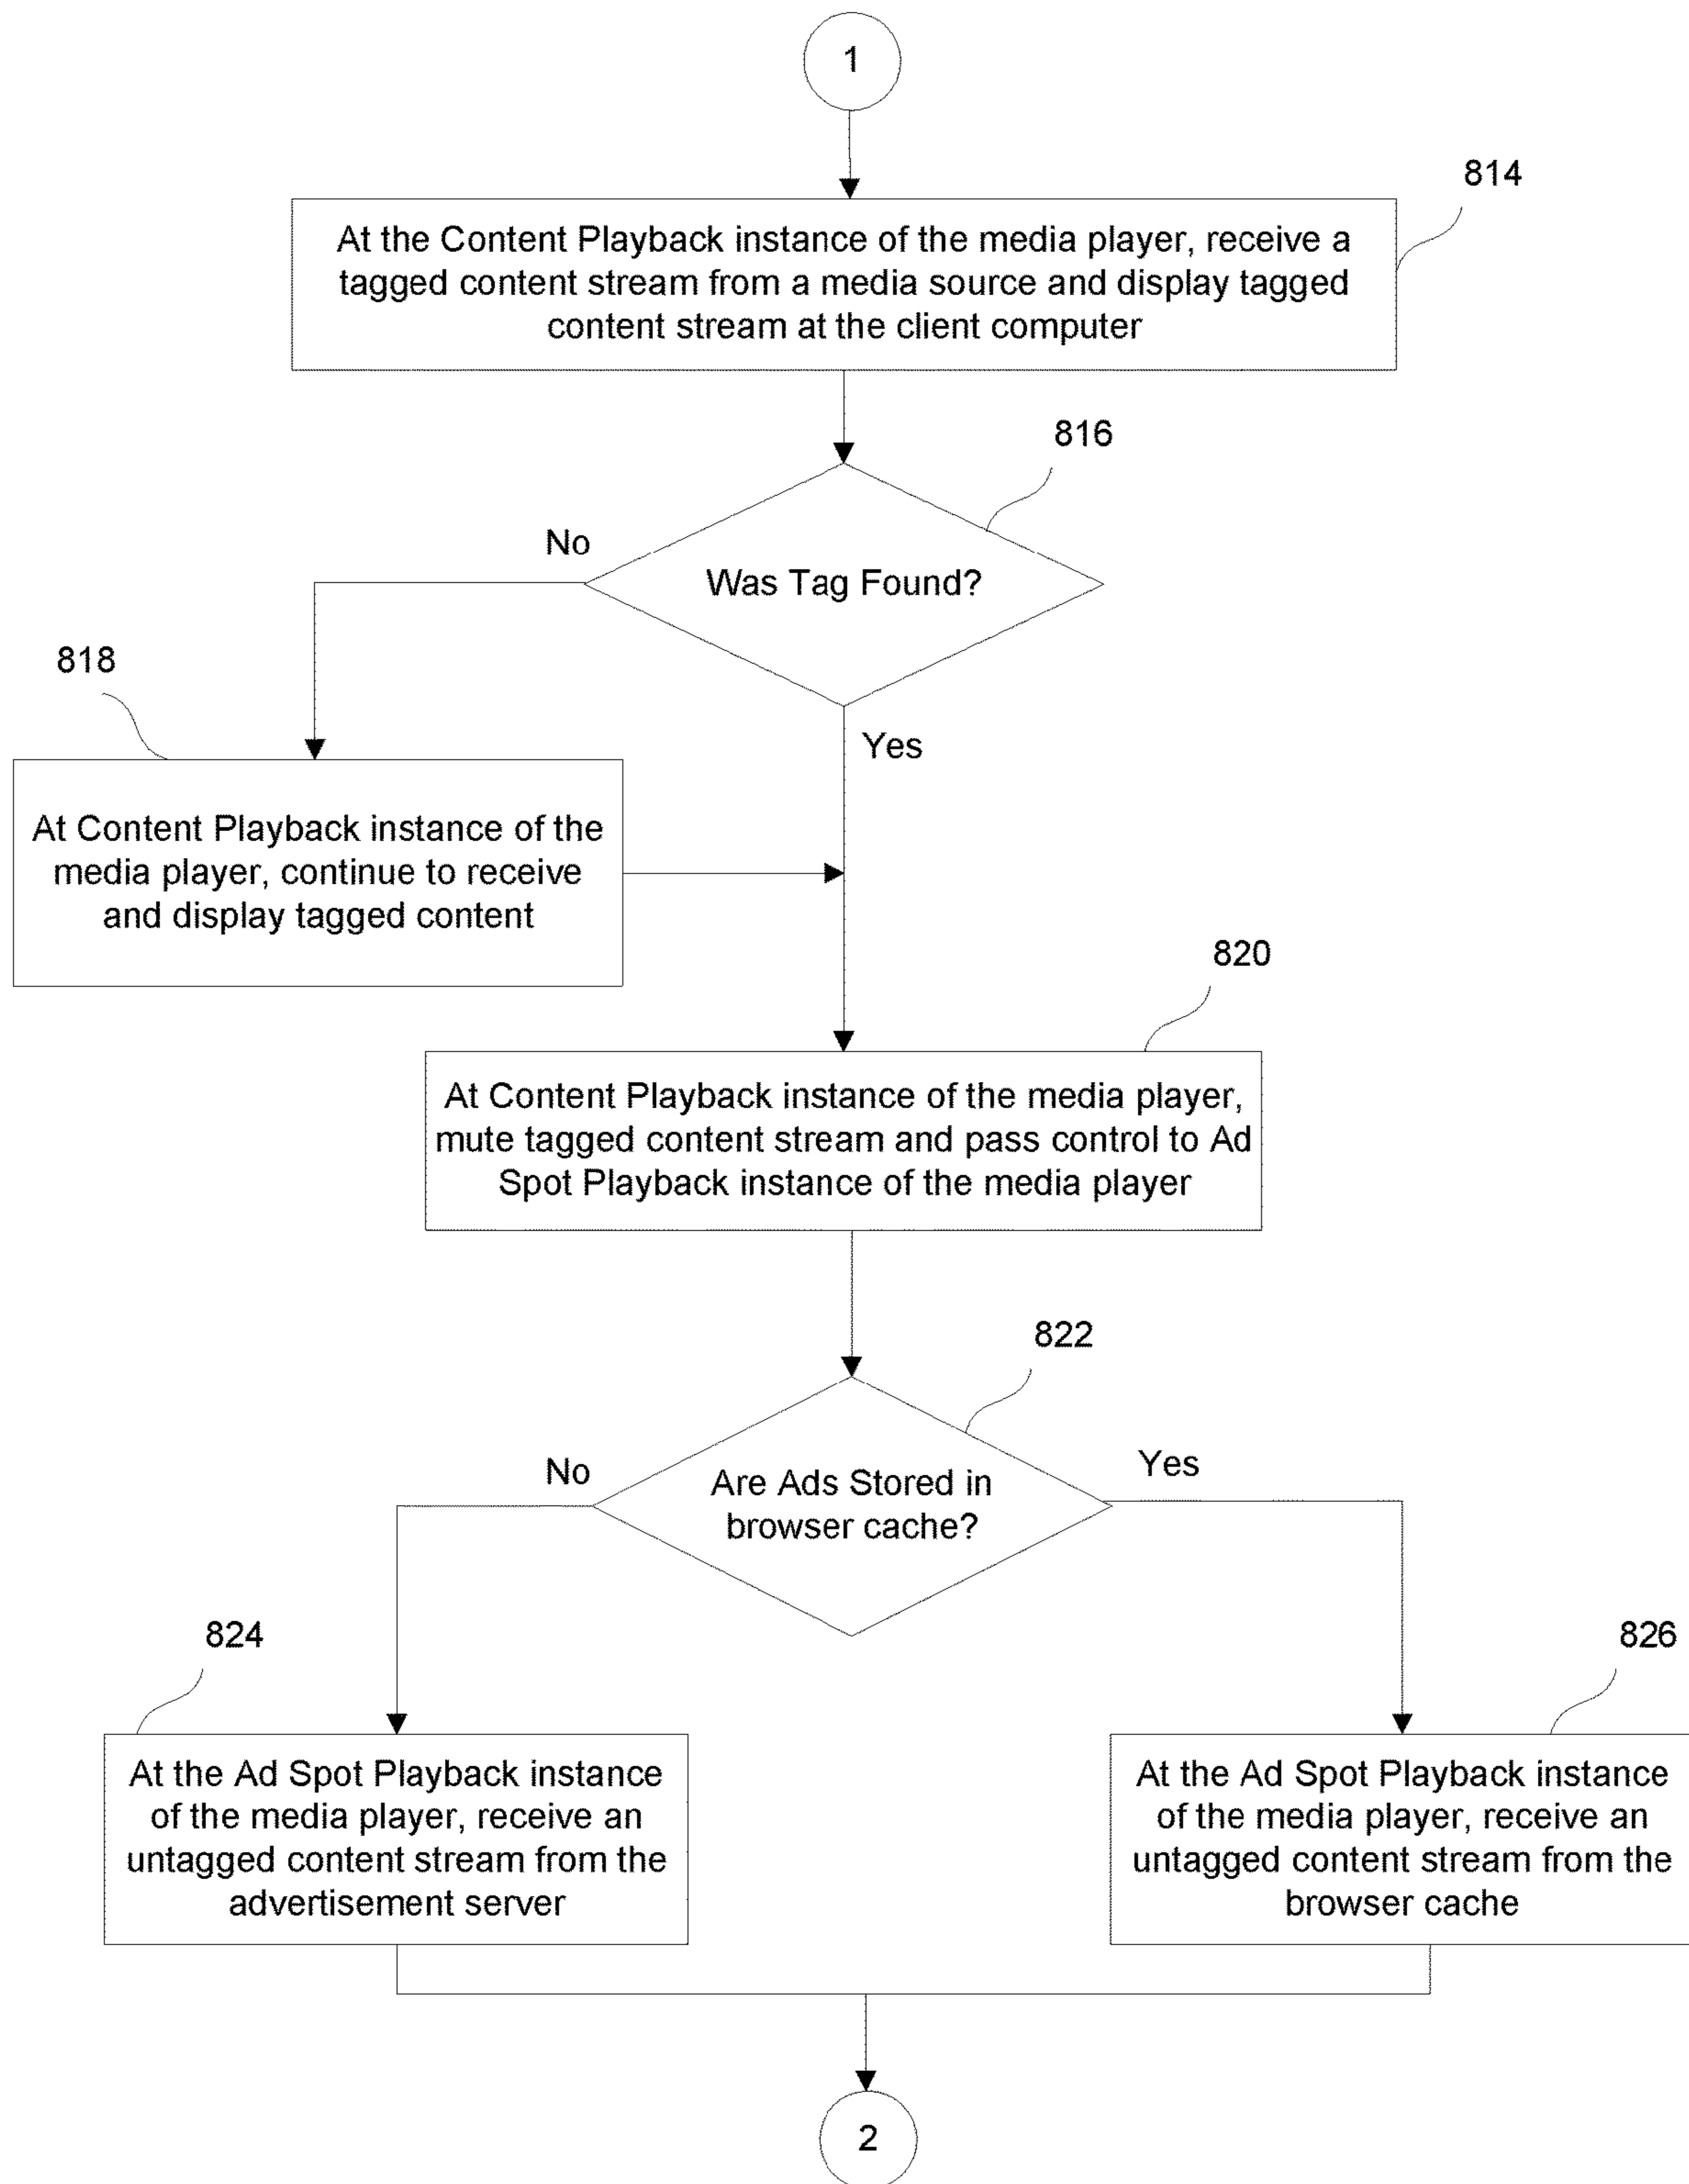 1
814
At the Content Playback instance of the media player, receive a
tagged content stream from a media source and display tagged
content stream at the client computer
816
No
Was Tag Found?
Yes
818
At Content Playback instance of the
media player, continue to receive
and display tagged content
820
At Content Playback instance of the media player,
mute tagged content stream and pass control to Ad
Spot Playback instance of the media player
822
No
Are Ads Stored in
browser cache?
Yes
824
At the Ad Spot Playback instance
of the media player, receive an
untagged content stream from the
advertisement server
826
At the Ad Spot Playback instance
of the media player, receive an
untagged content stream from the
browser cache
2